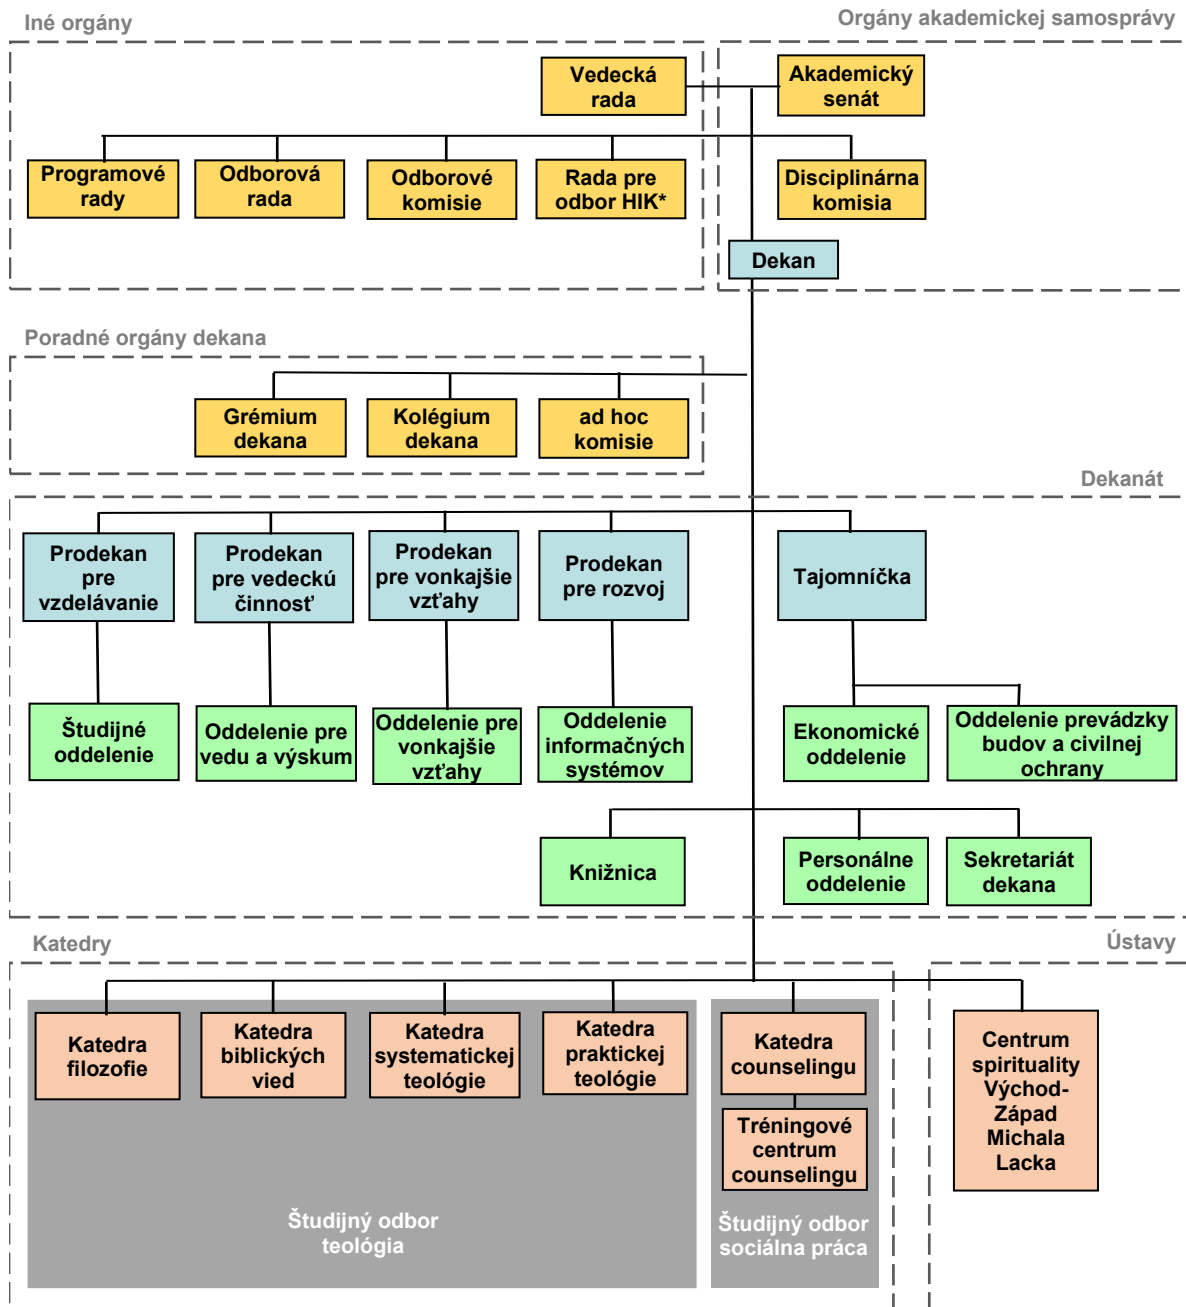 Iné orgány
Orgány akademickej samosprávy
Vedecká
rada
Akademický
senát
Programové
rady
Odborová
rada
Odborové
komisie
Rada pre
odbor HIK*
Disciplinárna
komisia
Dekan
Poradné orgány dekana
Grémium
dekana
Kolégium
dekana
ad hoc
komisie
Dekanát
Prodekan
pre
vzdelávanie
Prodekan
pre vedeckú
činnosť
Prodekan
pre vonkajšie
vzťahy
Prodekan
pre rozvoj
Tajomníčka
Študijné
oddelenie
Oddelenie pre
vedu a výskum
Oddelenie pre
vonkajšie
vzťahy
Oddelenie
informačných
systémov
Ekonomické
oddelenie
Oddelenie prevádzky
budov a civilnej
ochrany
Knižnica
Personálne
oddelenie
Sekretariát
dekana
Katedry
Ústavy
Katedra
filozofie
Katedra
biblických
vied
Katedra
systematickej
teológie
Katedra
praktickej
teológie
Katedra
counselingu
Tréningové
centrum
counselingu
Centrum
spirituality
Východ-
Západ
Michala
Lacka
Študijný odbor
teológia
Študijný odbor
sociálna práca